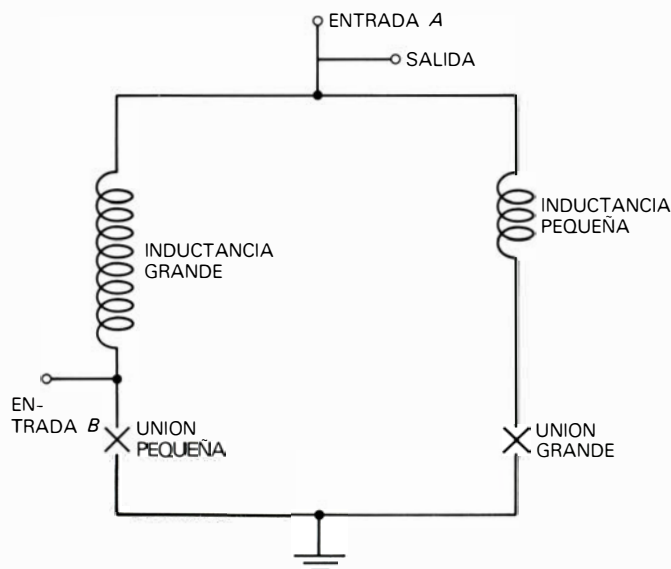 ENTRADA A
SALIDA
INDUCTANCIA
PEQUEÑA
INDUCTANCIA
GRANDE
EN-
TRADA B
UNION
PEQUEÑA
UNION
GRANDE